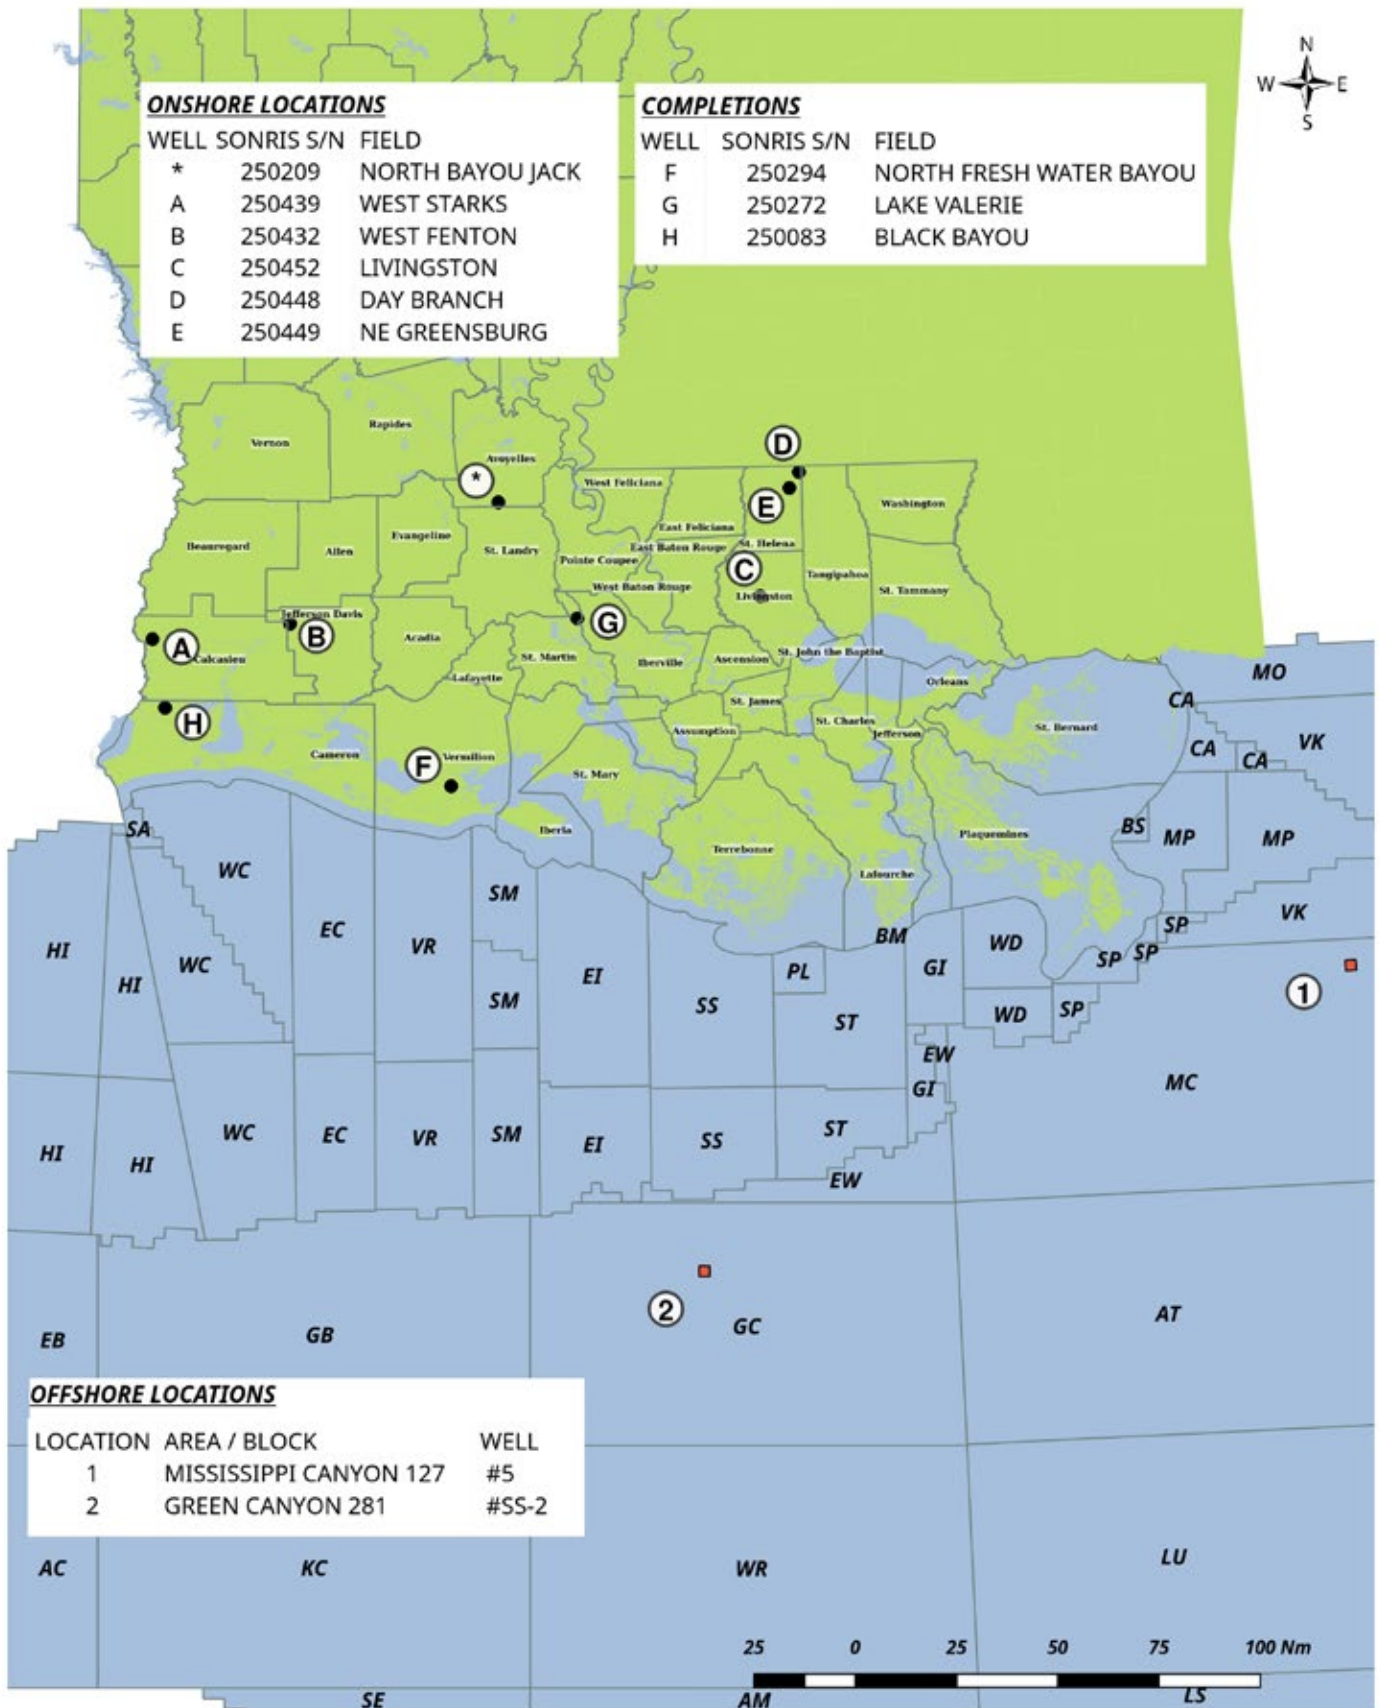 N
W E
S
ONSHORE LOCATIONS
WELL SONRIS S/N FIELD
* 250209 NORTH BAYOU JACK
A 250439 WEST STARKS
B 250432 WEST FENTON
C 250452 LIVINGSTON
D 250448 DAY BRANCH
E 250449 NE GREENSBURG
COMPLETIONS
WELL SONRIS S/N FIELD
F 250294 NORTH FRESH WATER BAYOU
G 250272 LAKE VALERIE
H 250083 BLACK BAYOU
Vernon
Rapides
Avoyelles
*
D
West Feliciana
E
Washington
East Feliciana
Beauregard
Allen
Evangeline
St. Landry
Pointe Coupee
East Baton Rouge
St. Helena
C
Tangipahoa
West Baton Rouge
Livingston
St. Tammany
Jefferson Davis
A
Calcasieu
B
Acadia
G
St. Martin
Iberville
Ascension
St. John the Baptist
Lafayette
Orleans
MO
H
St. James
CA
Cameron
F
Vermilion
Assumption
St. Charles
Jefferson
St. Bernard
CA
CA
VK
St. Mary
SA
Iberia
Terrebonne
Lafourche
Plaquemines
BS
MP
MP
WC
SM
HI
EC
VR
BM
WD
SP
VK
WC
HI
EI
PL
GI
SP
SP
1
SM
SS
ST
WD
SP
EW
GI
MC
HI
HI
WC
EC
VR
SM
EI
SS
ST
EW
2
EB
GB
GC
AT
OFFSHORE LOCATIONS
LOCATION AREA / BLOCK WELL
1 MISSISSIPPI CANYON 127 #5
2 GREEN CANYON 281 #SS-2
AC
KC
WR
LU
25 0 25 50 75 100 Nm
SE
AM
LS